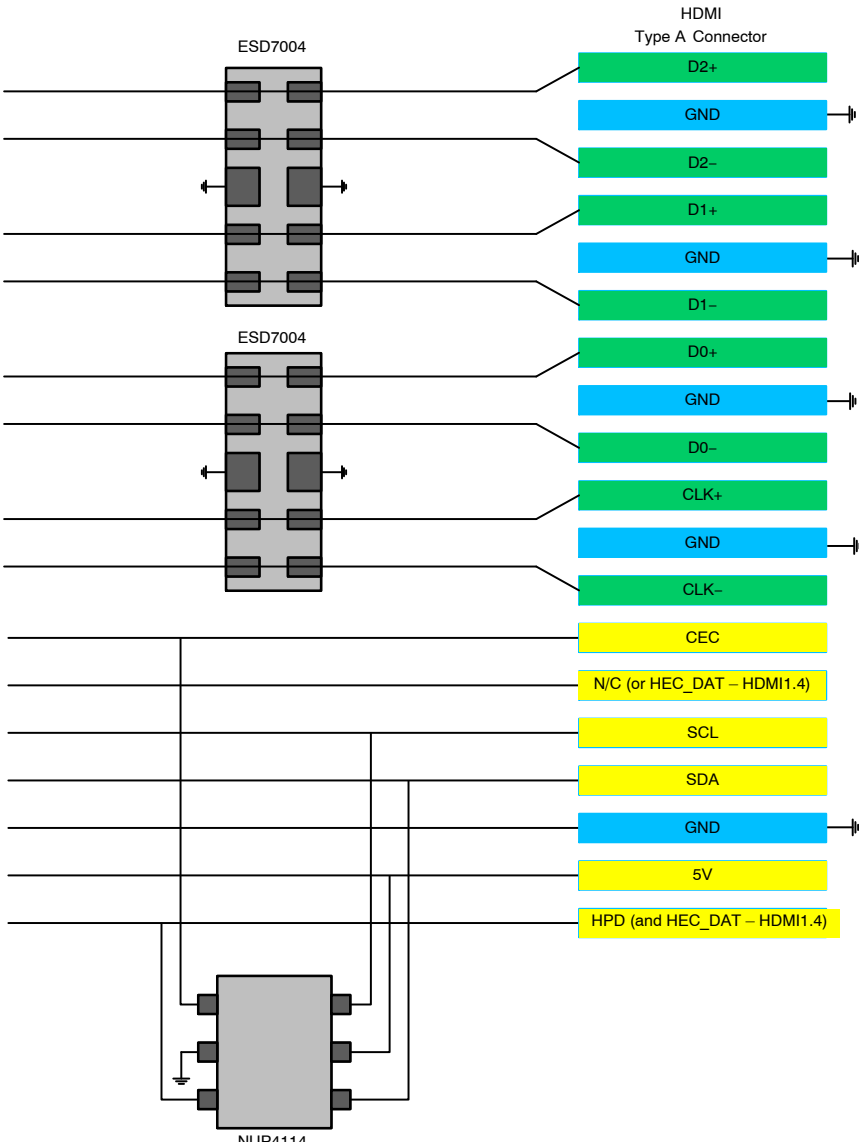 HDMI
Type A Connector
ESD7004
D2+
GND
D2−
D1+
GND
D1−
ESD7004
D0+
GND
D0−
CLK+
GND
CLK−
CEC
N/C (or HEC_DAT – HDMI1.4)
SCL
SDA
GND
5V
HPD (and HEC_DAT – HDMI1.4)
NUP4114